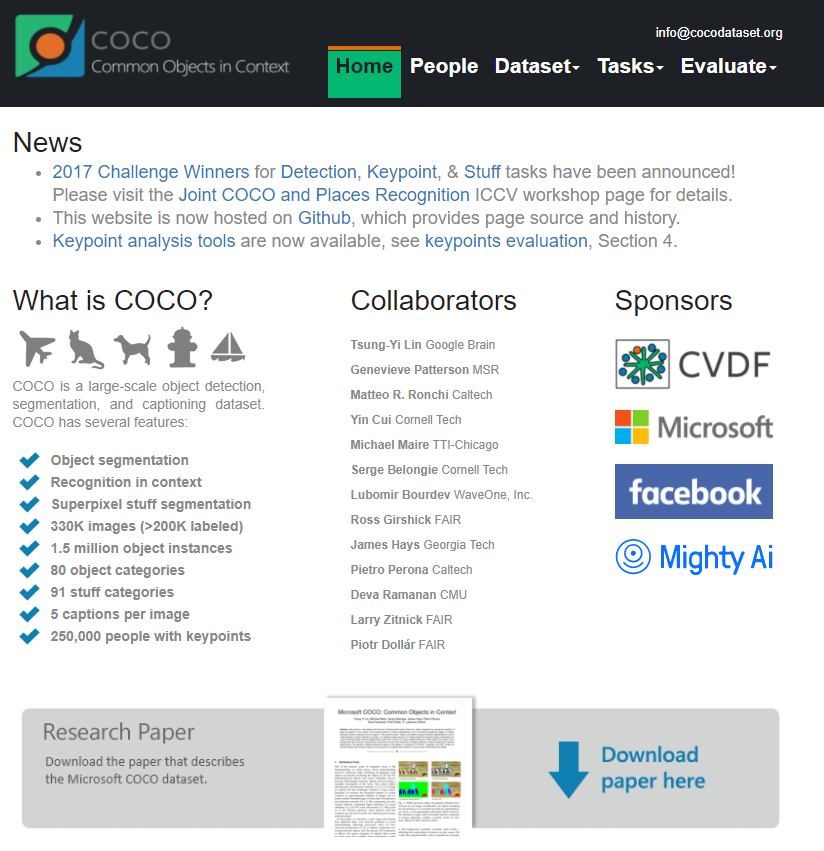 COCO
Common Objects in Context
info@cocodataset.org
Home People Dataset Tasks Evaluate
News
2017 Challenge Winners for Detection, Keypoint, & Stuff tasks have been announced!
Please visit the Joint COCO and Places Recognition ICCV workshop page for details.
This website is now hosted on Github, which provides page source and history.
Keypoint analysis tools are now available, see keypoints evaluation, Section 4.
What is COCO?
COCO is a large-scale object detection,
segmentation, and captioning dataset.
COCO has several features:
Object segmentation
Recognition in context
Superpixel stuff segmentation
330K images (>200K labeled)
1.5 million object instances
80 object categories
91 stuff categories
5 captions per image
250,000 people with keypoints
Collaborators
Tsung-Yi Lin Google Brain
Genevieve Patterson MSR
Matteo R. Ronchi Caltech
Yin Cui Cornell Tech
Michael Maire TTI-Chicago
Serge Belongie Cornell Tech
Lubomir Bourdev WaveOne, Inc.
Ross Girshick FAIR
James Hays Georgia Tech
Pietro Perona Caltech
Deva Ramanan CMU
Larry Zitnick FAIR
Piotr Dollár FAIR
Sponsors
CVDF
Microsoft
facebook
Mighty Ai
Research Paper
Download the paper that describes
the Microsoft COCO dataset.
Microsoft COCO: Common Objects in Context
Download
paper here